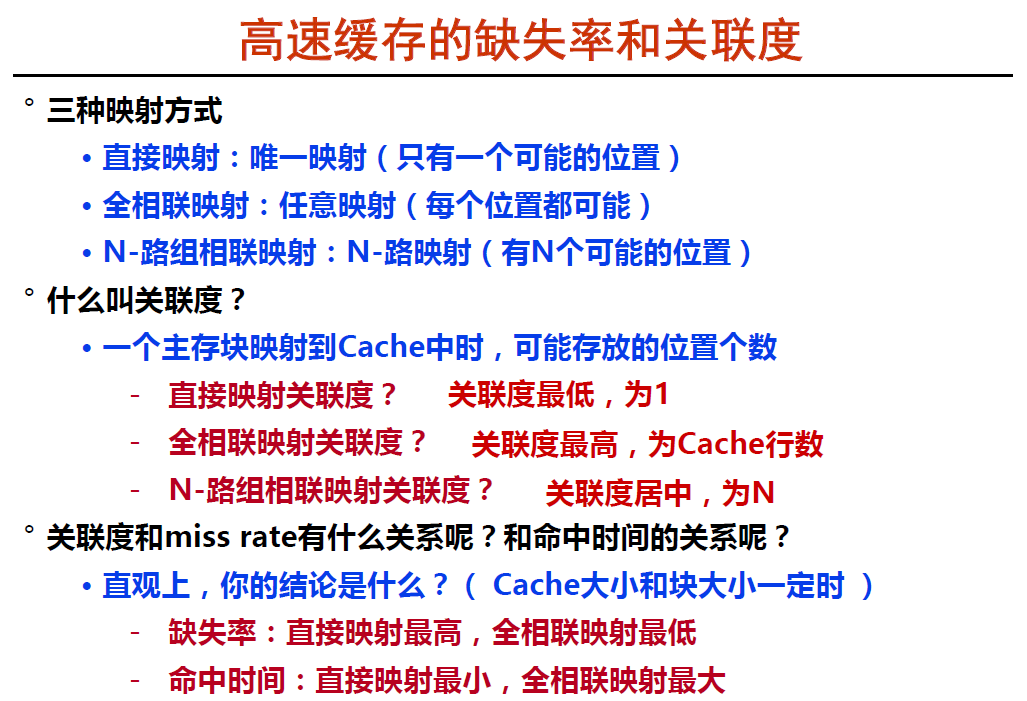 高速缓存的缺失率和关联度
° 三种映射方式
• 直接映射：唯一映射（只有一个可能的位置）
• 全相联映射：任意映射（每个位置都可能）
• N-路组相联映射：N-路映射（有N个可能的位置）
° 什么叫关联度？
• 一个主存块映射到Cache中时，可能存放的位置个数
- 直接映射关联度？ 关联度最低，为1
- 全相联映射关联度？ 关联度最高，为Cache行数
- N-路组相联映射关联度？ 关联度居中，为N
° 关联度和miss rate有什么关系呢？和命中时间的关系呢？
• 直观上，你的结论是什么？（ Cache大小和块大小一定时 ）
- 缺失率：直接映射最高，全相联映射最低
- 命中时间：直接映射最小，全相联映射最大